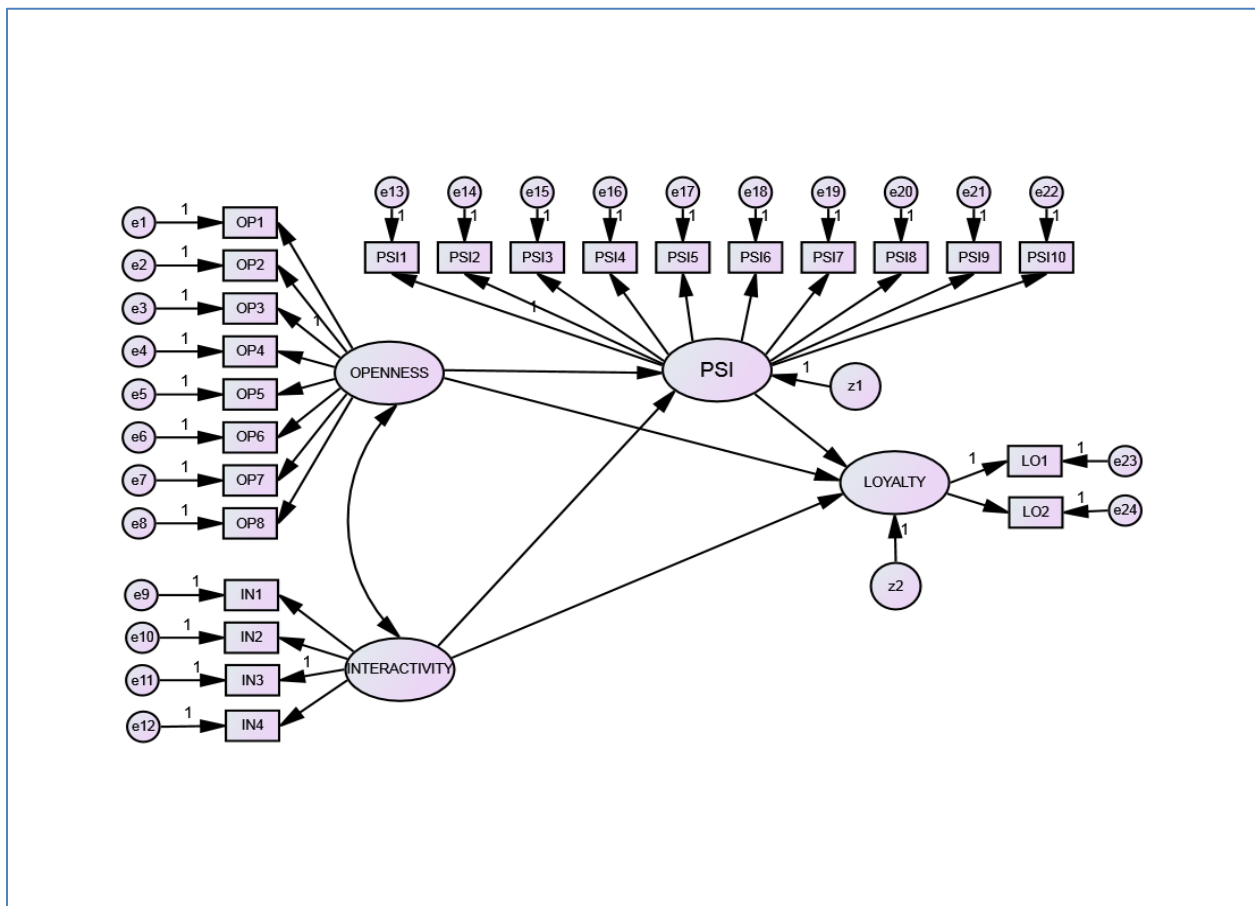 e13 e14 e15 e16 e17 e18 e19 e20 e21 e22
1 1 1 1 1 1 1 1 1 1
PSI1 PSI2 PSI3 PSI4 PSI5 PSI6 PSI7 PSI8 PSI9 PSI10
1
e1 1 OP1
e2 1 OP2
e3 1 OP3
1
e4 1 OP4
e5 1 OP5
e6 1 OP6
e7 1 OP7
e8 1 OP8
OPENNESS
PSI
1 z1
LOYALTY
1 LO1 1 e23
LO2 1 e24
1
z2
e9 1 IN1
e10 1 IN2
e11 1 IN3 1
e12 1 IN4
INTERACTIVITY